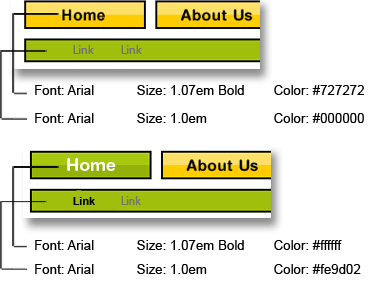 Home About Us
Link Link
Font: Arial Size: 1.07em Bold Color: #727272
Font: Arial Size: 1.0em Color: #000000
Home About Us
Link Link
Font: Arial Size: 1.07em Bold Color: #ffffff
Font: Arial Size: 1.0em Color: #fe9d02